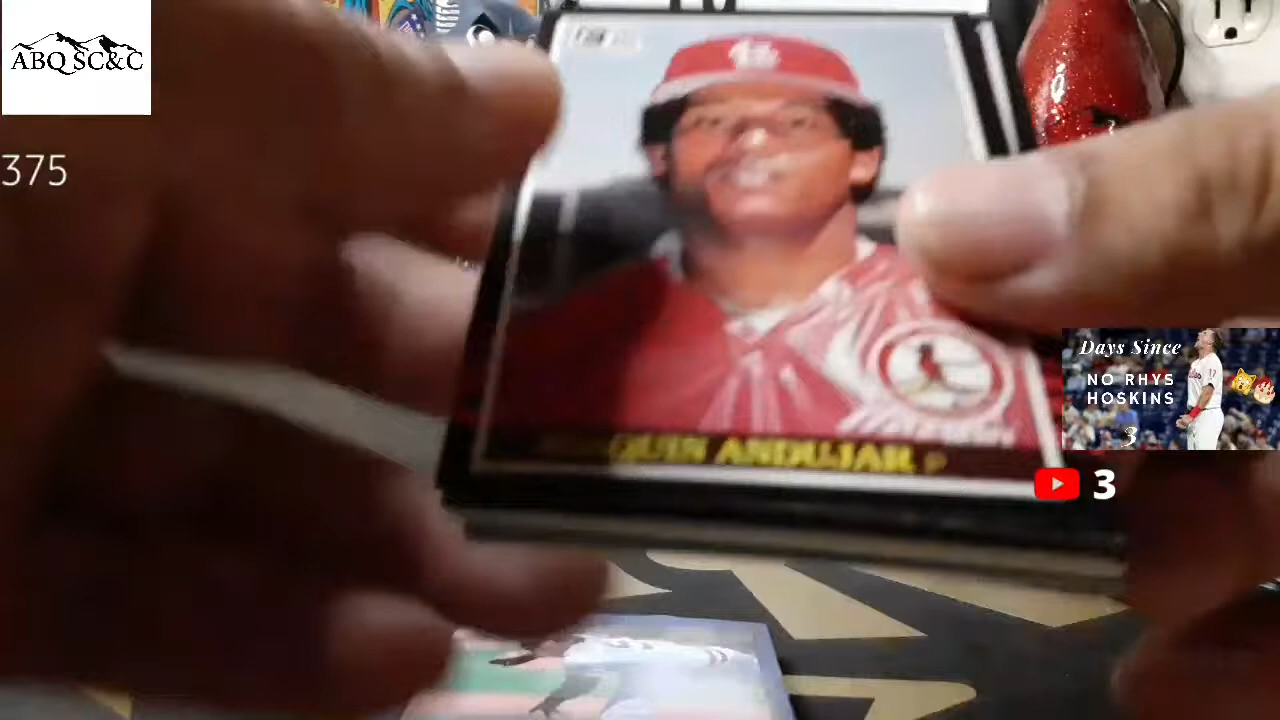 ABQ SC&C
375
QUIN ANDUJAR P
Days Since
NO RHYS
HOSKINS
3
3